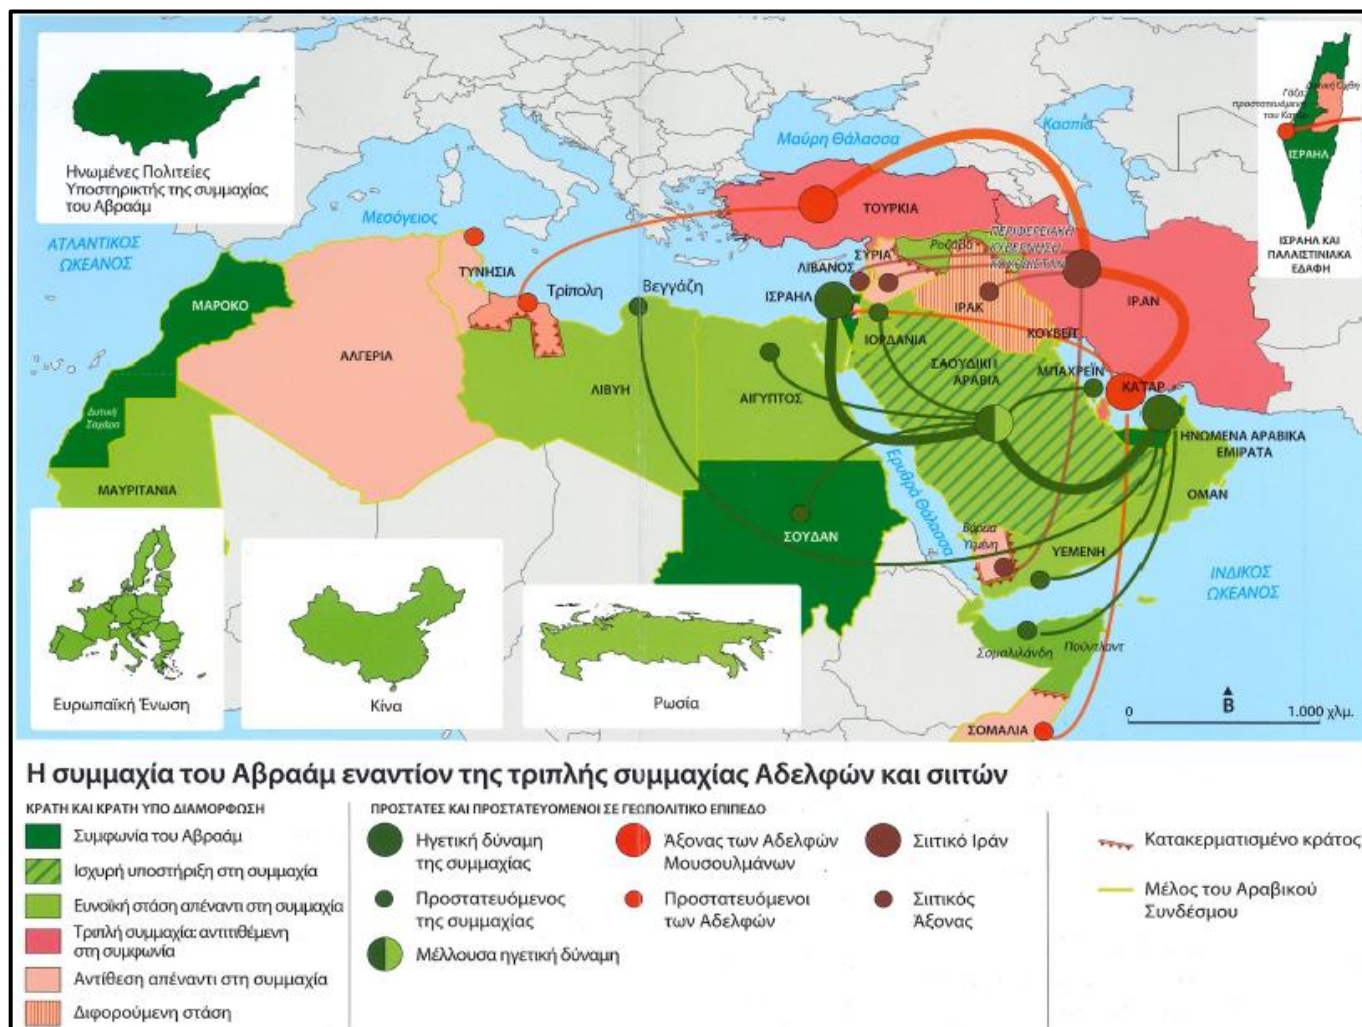 Ηνωμένες Πολιτείες
Υποστηρικτής της συμμαχίας
του Αβραάμ
ΑΤΛΑΝΤΙΚΟΣ
ΩΚΕΑΝΟΣ
Μεσόγειος
Μαύρη Θάλασσα
Κασπία
Γάζα:
προστατευόμενη
του
ΙΣΡΑΗΛ
ΙΣΡΑΗΛ ΚΑΙ
ΠΑΛΑΙΣΤΙΝΙΑΚΑ
ΕΔΑΦΗ
ΤΟΥΡΚΙΑ
ΠΕΡΙΦΕΡΕΙΑΚΗ
ΚΥΒΕΡΝΗΣΗ
ΚΟΥΡΔΙΣΤΑΝ
Ροζάβα
ΣΥΡΙΑ
ΛΙΒΑΝΟΣ
ΙΣΡΑΗΛ
ΙΡΑΚ
ΙΡΑΝ
ΤΥΝΗΣΙΑ
Τρίπολη
Βεγγάζη
ΜΑΡΟΚΟ
ΑΛΓΕΡΙΑ
ΛΙΒΥΗ
ΑΙΓΥΠΤΟΣ
ΙΟΡΔΑΝΙΑ
ΚΟΥΒΕΪΤ
ΣΑΟΥΔΙΚΗ
ΑΡΑΒΙΑ
ΜΠΑΧΡΕΪΝ
ΚΑΤΑΡ
ΗΝΩΜΕΝΑ ΑΡΑΒΙΚΑ
ΕΜΙΡΑΤΑ
ΟΜΑΝ
Δυτική
Σαχάρα
ΜΑΥΡΙΤΑΝΙΑ
Ερυθρά Θάλασσα
ΣΟΥΔΑΝ
Βόρεια
Υεμένη
ΥΕΜΕΝΗ
ΙΝΔΙΚΟΣ
ΩΚΕΑΝΟΣ
Σομαλιλάνδη
Πούντλαντ
ΣΟΜΑΛΙΑ
Ευρωπαϊκή Ένωση
Κίνα
Ρωσία
Β
0 1.000 χλμ.
Η συμμαχία του Αβραάμ εναντίον της τριπλής συμμαχίας Αδελφών και σιιτών
ΚΡΑΤΗ ΚΑΙ ΚΡΑΤΗ ΥΠΟ ΔΙΑΜΟΡΦΩΣΗ
Συμφωνία του Αβραάμ
Ισχυρή υποστήριξη στη συμμαχία
Ευνοϊκή στάση απέναντι στη συμμαχία
Τριπλή συμμαχία: αντιτιθέμενη
στη συμφωνία
Αντίθεση απέναντι στη συμμαχία
Διφορούμενη στάση
ΠΡΟΣΤΑΤΕΣ ΚΑΙ ΠΡΟΣΤΑΤΕΥΟΜΕΝΟΙ ΣΕ ΓΕΩΠΟΛΙΤΙΚΟ ΕΠΙΠΕΔΟ
Ηγετική δύναμη
της συμμαχίας
Προστατευόμενος
της συμμαχίας
Μέλλουσα ηγετική δύναμη
Άξονας των Αδελφών
Μουσουλμάνων
Προστατευόμενοι
των Αδελφών
Σιιτικό Ιράν
Σιιτικός
Άξονας
Κατακερματισμένο κράτος
Μέλος του Αραβικού
Συνδέσμου